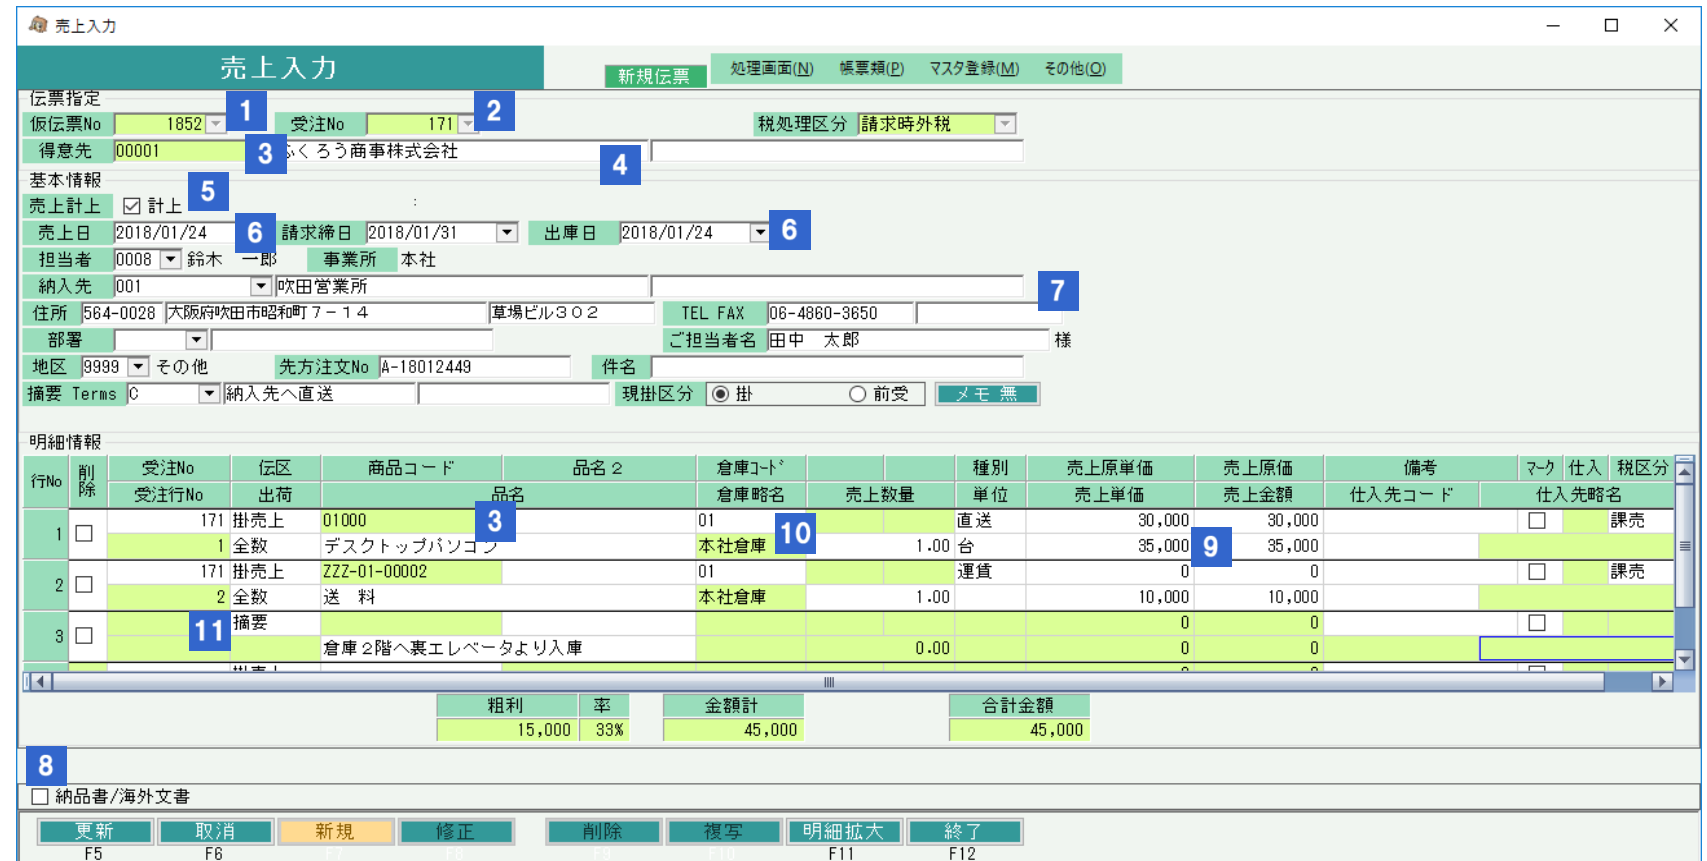 売上入力
売上入力 新規伝票 処理画面(N) 帳票類(P) マスタ登録(M) その他(O)
伝票指定
仮伝票No 1852 1 受注No 171 2 税処理区分 請求時外税
得意先 00001 3 ふくろう商事株式会社 4
基本情報
売上計上 計上 5 :
売上日 2018/01/24 6 請求締日 2018/01/31 出庫日 2018/01/24 6
担当者 0008 鈴木 一郎 事業所 本社
納入先 001 吹田営業所 7
住所 564-0028 大阪府吹田市昭和町7-14 草場ビル302 TEL FAX 06-4860-3650
部署 ご担当者名 田中 太郎 様
地区 9999 その他 先方注文No A-18012449 件名
摘要 Terms C 納入先へ直送 現掛区分 掛 前受 メモ 無
明細情報
行No 削除 受注No 伝区 商品コード 品名2 倉庫コード 種別 売上原単価 売上原価 備考 マーク 仕入 税区分
受注行No 出荷 品名 倉庫略名 売上数量 単位 売上単価 売上金額 仕入先コード 仕入先略名
1 171 掛売上 01000 3 01 10 直送 30,000 30,000 課売
1 全数 デスクトップパソコン 本社倉庫 1.00 台 35,000 9 35,000
2 171 掛売上 ZZZ-01-00002 01 運賃 0 0 課売
2 全数 送 料 本社倉庫 1.00 10,000 10,000
3 11 摘要 0 0
倉庫2階へ裏エレベータより入庫 0.00 0 0
粗利 率 金額計 合計金額
15,000 33% 45,000 45,000
8
納品書/海外文書
更新 取消 新規 修正 削除 複写 明細拡大 終了
F5 F6 F7 F8 F9 F10 F11 F12